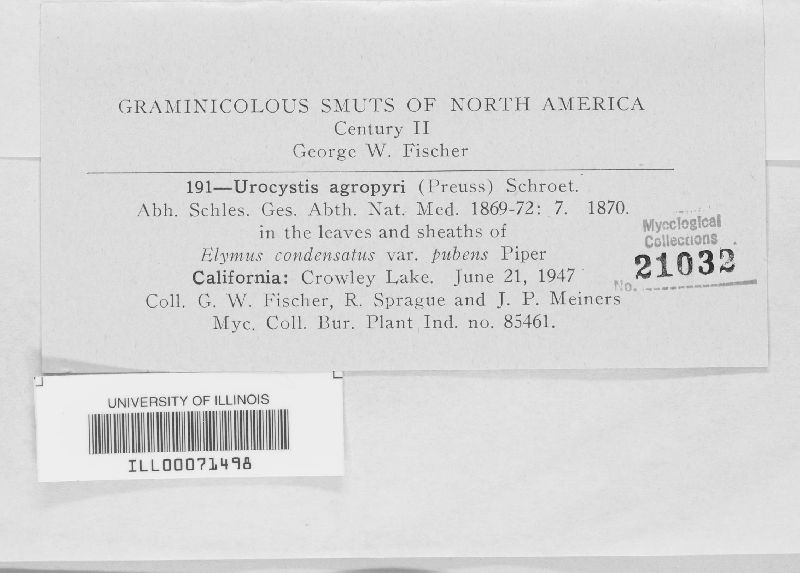 GRAMINICOLOUS SMUTS OF NORTH AMERICA
Century II
George W. Fischer
191—Urocystis agropyri (Preuss) Schroet.
Abh. Schles. Ges. Abth. Nat. Med. 1869-72: 7. 1870.
in the leaves and sheaths of
Elymus condensatus var. pubens Piper
California: Crowley Lake. June 21, 1947
Coll. G. W. Fischer, R. Sprague and J. P. Meiners
Myc. Coll. Bur. Plant Ind. no. 85461.
Mycological
Collections
21032
No.
UNIVERSITY OF ILLINOIS
ILL00071498